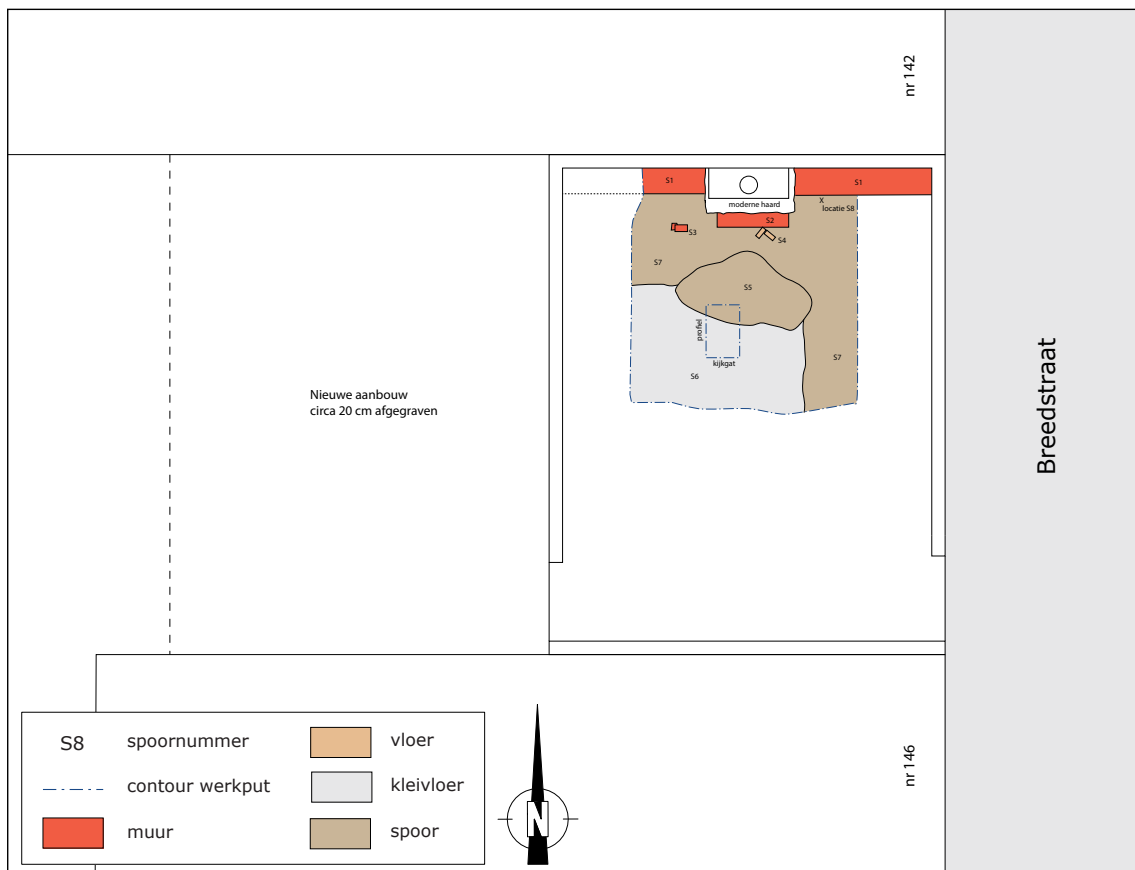 nr 142
S1
S1
moderne haard
X
locatie S8
S2
S3
S4
S7
S5
profiel
kijkgat
S7
S6
Nieuwe aanbouw
circa 20 cm afgegraven
Breedstraat
nr 146
S8 spoornummer
contour werkput
muur
vloer
kleivloer
spoor
N